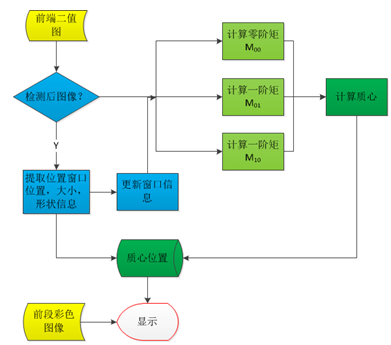 前端二值
图
检测后图像?
Y
提取位置窗口
位置，大小，
形状信息
更新窗口信
息
计算零阶矩
M00
计算一阶矩
M01
计算一阶矩
M10
计算质心
质心位置
前段彩色
图像
显示